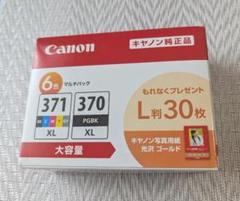 Canon
キヤノン純正品
6色マルチパック
371
XL
370
PGBK
XL
大容量
もれなくプレゼント
L判30枚
キヤノン写真用紙
光沢 ゴールド